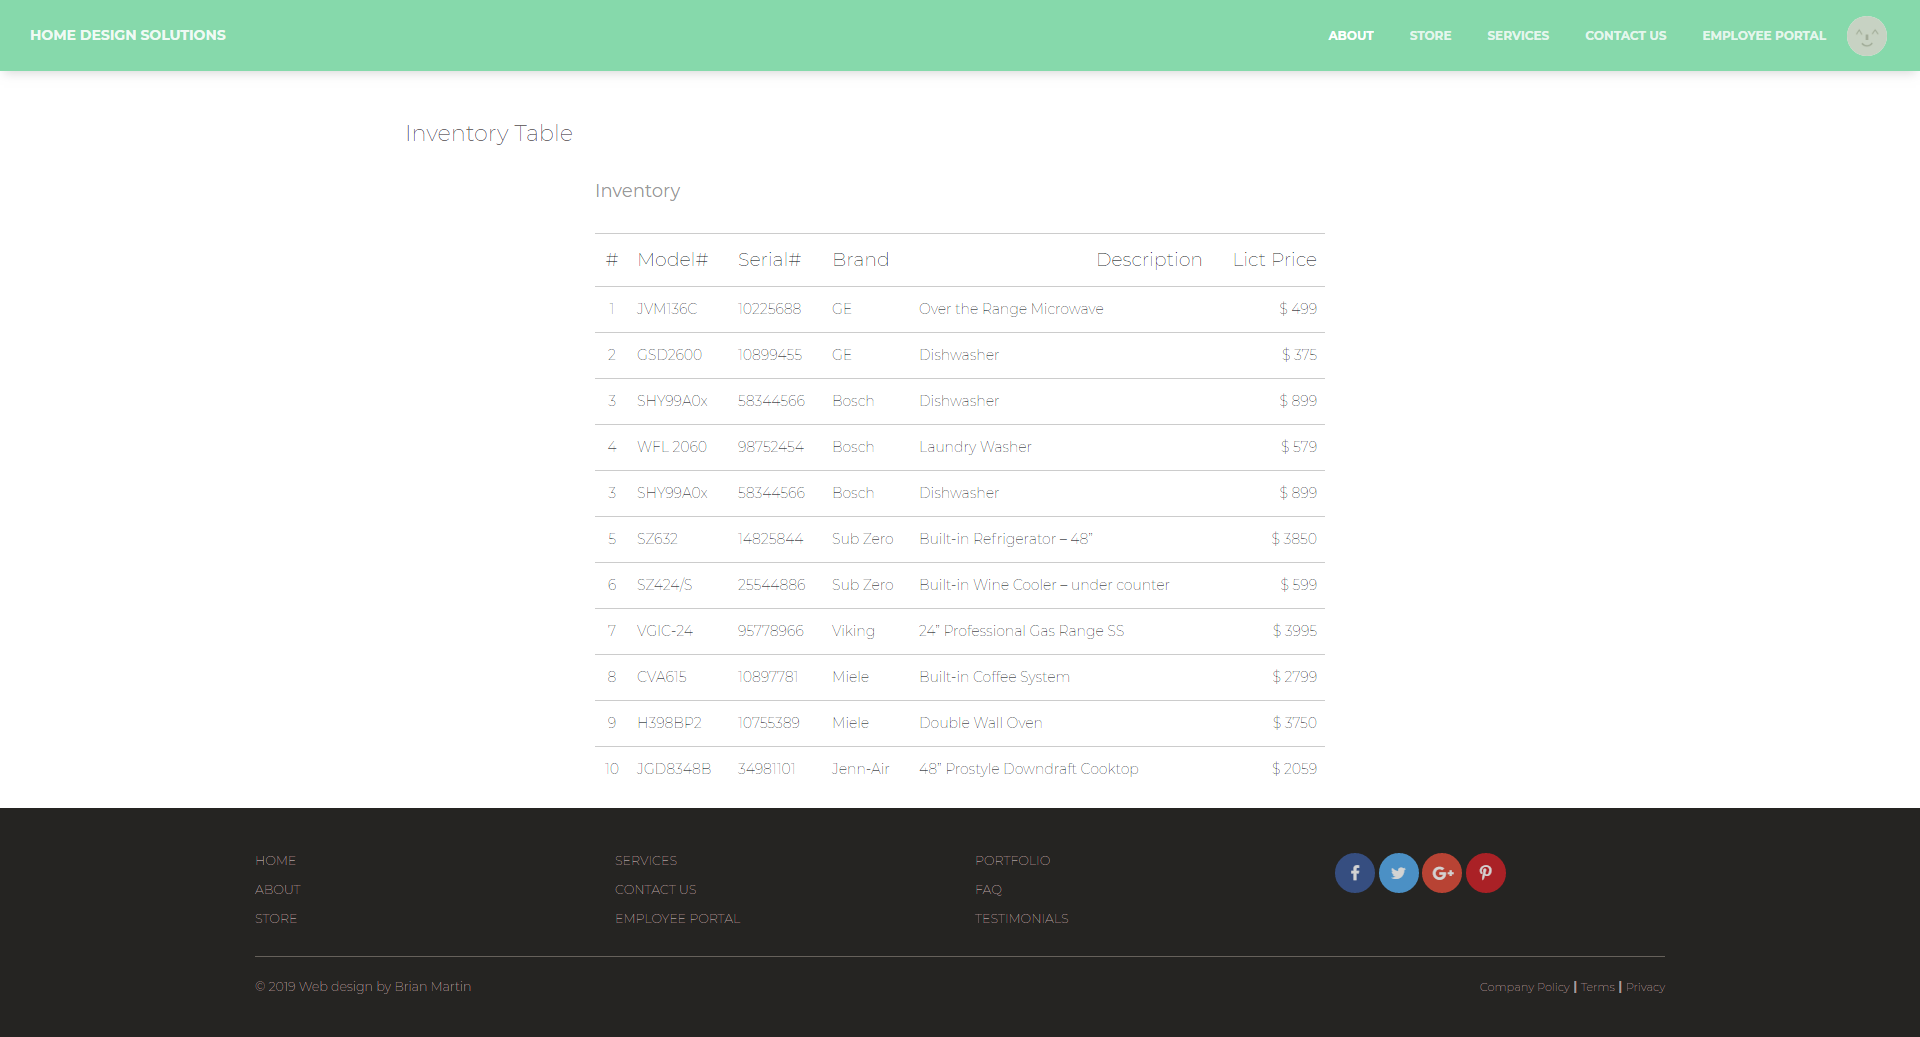 HOME DESIGN SOLUTIONS ABOUT STORE SERVICES CONTACT US EMPLOYEE PORTAL
Inventory Table
Inventory
# Model# Serial# Brand Description Lict Price
1 JVM136C 10225688 GE Over the Range Microwave $ 499
2 GSD2600 10899455 GE Dishwasher $ 375
3 SHY99A0x 58344566 Bosch Dishwasher $ 899
4 WFL 2060 98752454 Bosch Laundry Washer $ 579
3 SHY99A0x 58344566 Bosch Dishwasher $ 899
5 SZ632 14825844 Sub Zero Built-in Refrigerator – 48”
$ 3850
6 SZ424/S 25544886 Sub Zero Built-in Wine Cooler – under counter $ 599
7 VGIC-24 95778966 Viking 24” Professional Gas Range SS $ 3995
8 CVA615 10897781 Miele Built-in Coffee System $ 2799
9 H398BP2 10755389 Miele Double Wall Oven $ 3750
10 JGD8348B 34981101 Jenn-Air 48” Prostyle Downdraft Cooktop $ 2059
HOME SERVICES PORTFOLIO
ABOUT CONTACT US FAQ
STORE EMPLOYEE PORTAL TESTIMONIALS
© 2019 Web design by Brian Martin Company Policy | Terms | Privacy